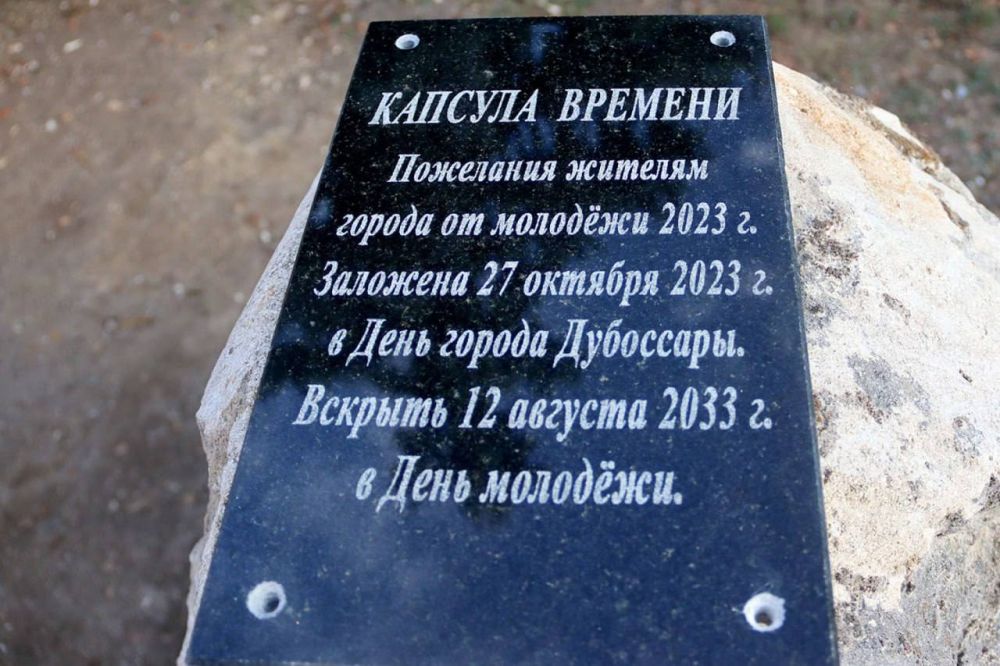 КАПСУЛА ВРЕМЕНИ
Пожелания жителям
города от молодёжи 2023 г.
Заложена 27 октября 2023 г.
в День города Дубоссары.
Вскрыть 12 августа 2033 г.
в День молодёжи.